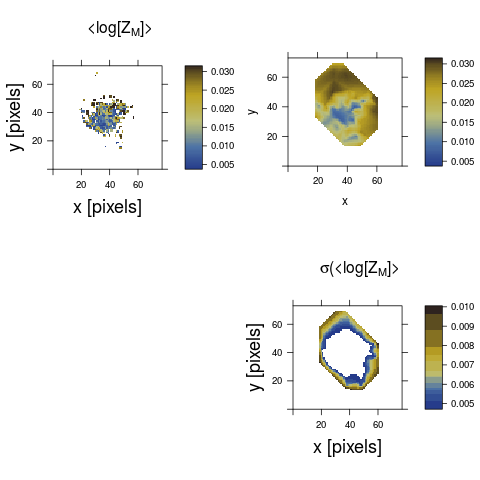 <log[Z_M]>
60
40
20
20 40 60
x [pixels]
y [pixels]
0.030
0.025
0.020
0.015
0.010
0.005
60
40
20
20 40 60
x
y
0.030
0.025
0.020
0.015
0.010
0.005
σ(<log[Z_M]>
60
40
20
20 40 60
x [pixels]
y [pixels]
0.010
0.009
0.008
0.007
0.006
0.005